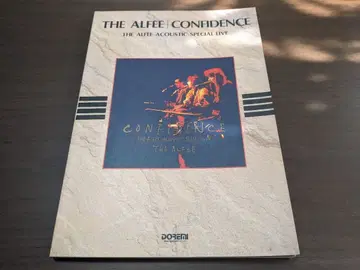 THE ALFEE CONFIDENCE
THE ALFEE ACOUSTIC SPECIAL LIVE
CONFIDENCE
THE ALFEE
DOREMI